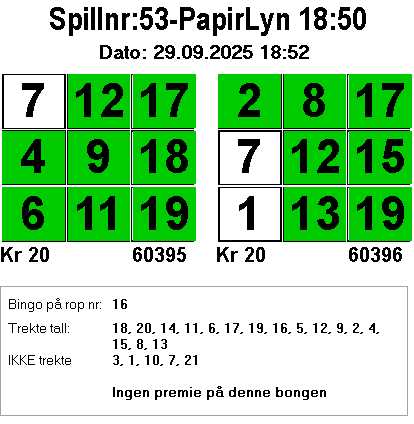 Spillnr:53-PapirLyn 18:50
Dato: 29.09.2025 18:52
7 12 17
4 9 18
6 11 19
Kr 20 60395
2 8 17
7 12 15
1 13 19
Kr 20 60396
Bingo på rop nr: 16
Trekte tall: 18, 20, 14, 11, 6, 17, 19, 16, 5, 12, 9, 2, 4,
15, 8, 13
IKKE trekte 3, 1, 10, 7, 21
Ingen premie på denne bongen